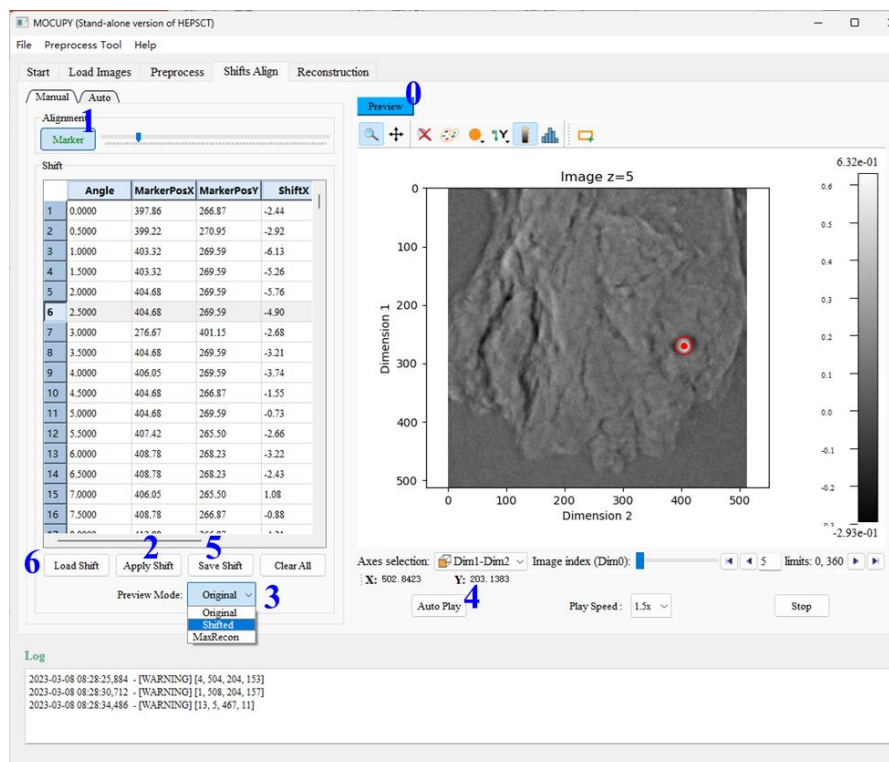 MOCUPY (Stand-alone version of HEPSCT)
File Preprocess Tool Help
Start Load Images Preprocess Shifts Align Reconstruction
Manual Auto
Alignment
1
Marker
Shift
Angle MarkerPosX MarkerPosY ShiftX
1 0.0000 397.86 266.87 -2.44
2 0.5000 399.22 270.95 -2.92
3 1.0000 403.32 269.59 -6.13
4 1.5000 403.32 269.59 -5.26
5 2.0000 404.68 269.59 -5.76
6 2.5000 404.68 269.59 -4.90
7 3.0000 276.67 401.15 -2.68
8 3.5000 404.68 269.59 -3.21
9 4.0000 406.05 269.59 -3.74
10 4.5000 404.68 266.87 -1.55
11 5.0000 404.68 269.59 -0.73
12 5.5000 407.42 265.50 -2.66
13 6.0000 408.78 268.23 -3.22
14 6.5000 408.78 268.23 -2.43
15 7.0000 406.05 265.50 1.08
16 7.5000 408.78 266.87 -0.88
2 5
6 Load Shift Apply Shift Save Shift Clear All
Preview Mode: Original 3
Original
Shifted
MaxRecon
Preview 0
Image z=5
6.32e-01
0.6
0.5
0.4
0.3
0.2
0.1
0.0
-0.1
-0.2
-2.93e-01
0
100
200
300
400
500
Dimension 1
0 100 200 300 400 500
Dimension 2
Axes selection: Dim1-Dim2 Image index (Dim0): 5 limits: 0, 360
X: 502.8423 Y: 203.1383
Auto Play 4 Play Speed : 1.5x Stop
Log
2023-03-08 08:28:25,884 - [WARNING] [4, 504, 204, 153]
2023-03-08 08:28:30,712 - [WARNING] [1, 508, 204, 157]
2023-03-08 08:28:34,486 - [WARNING] [13, 5, 467, 11]